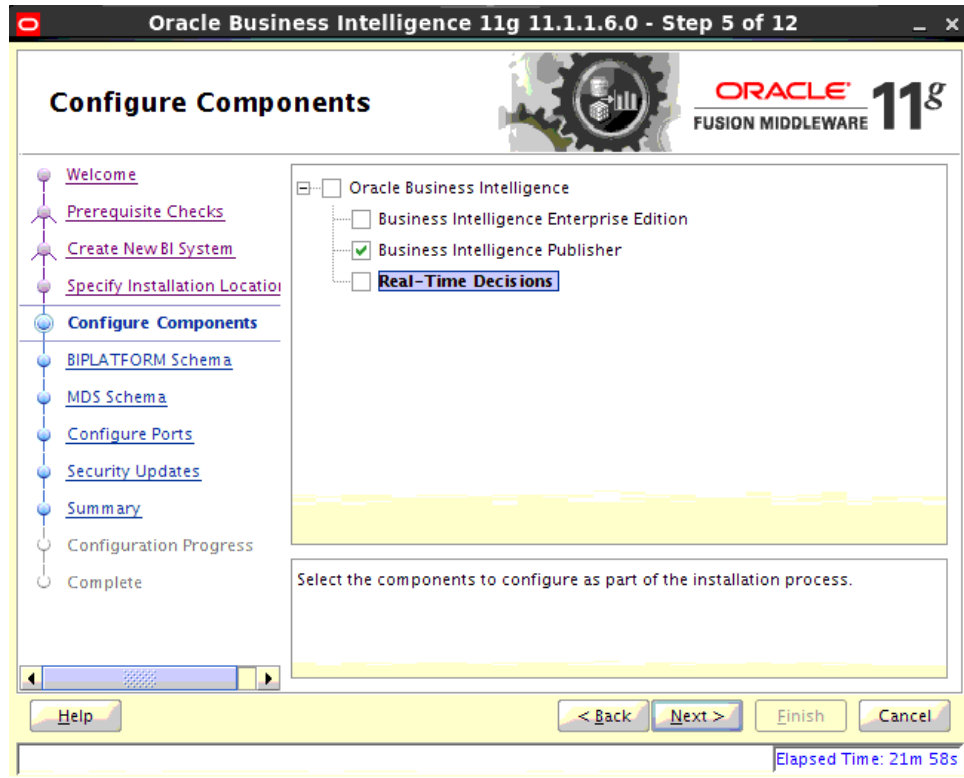 Oracle Business Intelligence 11g 11.1.1.6.0 - Step 5 of 12
Configure Components
ORACLE
FUSION MIDDLEWARE
11g
Welcome
Prerequisite Checks
Create New BI System
Specify Installation Location
Configure Components
BIPLATFORM Schema
MDS Schema
Configure Ports
Security Updates
Summary
Configuration Progress
Complete
Oracle Business Intelligence
Business Intelligence Enterprise Edition
Business Intelligence Publisher
Real-Time Decisions
Select the components to configure as part of the installation process.
Help
< Back
Next >
Finish
Cancel
Elapsed Time: 21m 58s